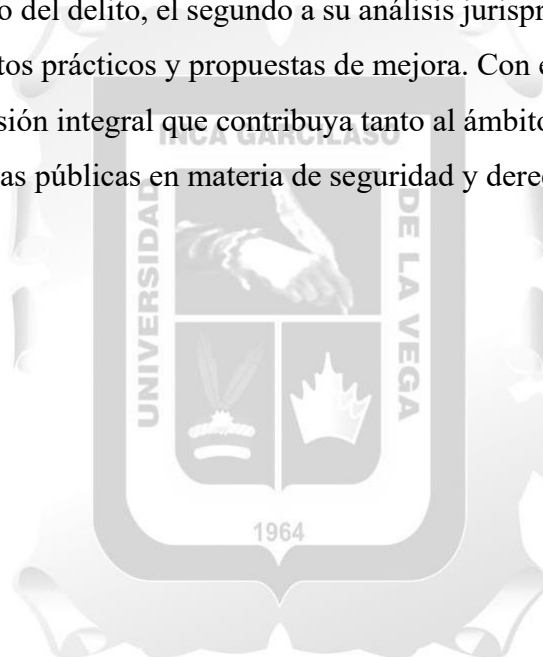 o del delito, el segundo a su análisis jurispr
tos prácticos y propuestas de mejora. Con e
sión integral que contribuya tanto al ámbito
as públicas en materia de seguridad y dere
INCA GARCILASO
UNIVERSIDAD
DE LA VEGA
1964